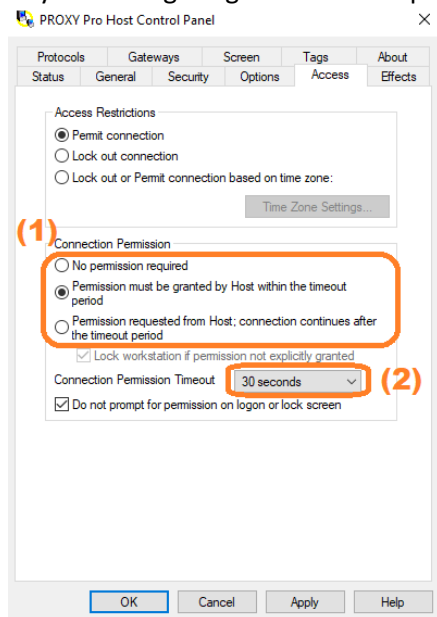 PROXY Pro Host Control Panel
Protocols Gateways Screen Tags About
Status General Security Options Access Effects
Access Restrictions
Permit connection
Lock out connection
Lock out or Permit connection based on time zone:
Time Zone Settings...
(1)
Connection Permission
No permission required
Permission must be granted by Host within the timeout
period
Permission requested from Host; connection continues after
the timeout period
Lock workstation if permission not explicitly granted
Connection Permission Timeout 30 seconds (2)
Do not prompt for permission on logon or lock screen
OK Cancel Apply Help